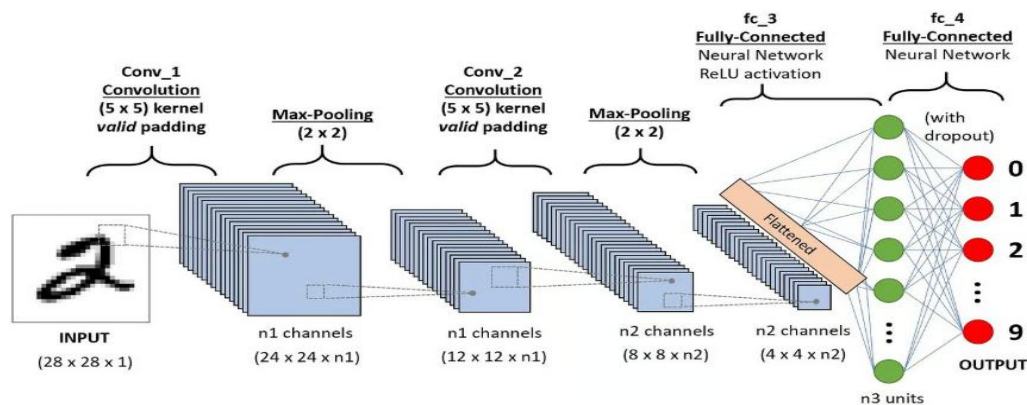 Conv_1
Convolution
(5 x 5) kernel
valid padding
Max-Pooling
(2 x 2)
Conv_2
Convolution
(5 x 5) kernel
valid padding
Max-Pooling
(2 x 2)
fc_3
Fully-Connected
Neural Network
ReLU activation
fc_4
Fully-Connected
Neural Network
(with
dropout)
2
INPUT
(28 x 28 x 1)
n1 channels
(24 x 24 x n1)
n1 channels
(12 x 12 x n1)
n2 channels
(8 x 8 x n2)
n2 channels
(4 x 4 x n2)
Flattened
n3 units
0
1
2
9
OUTPUT